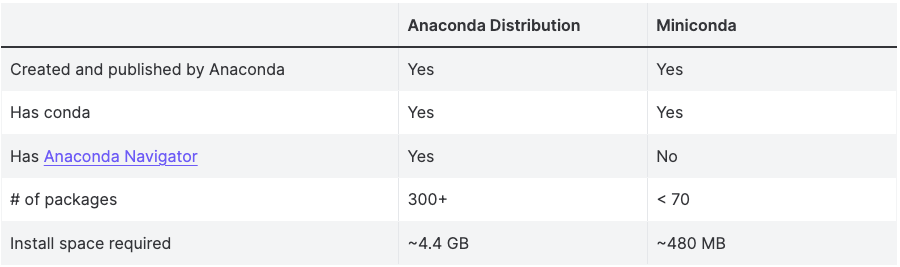 Anaconda Distribution Miniconda
Created and published by Anaconda Yes Yes
Has conda Yes Yes
Has Anaconda Navigator Yes No
# of packages 300+ < 70
Install space required ~4.4 GB ~480 MB